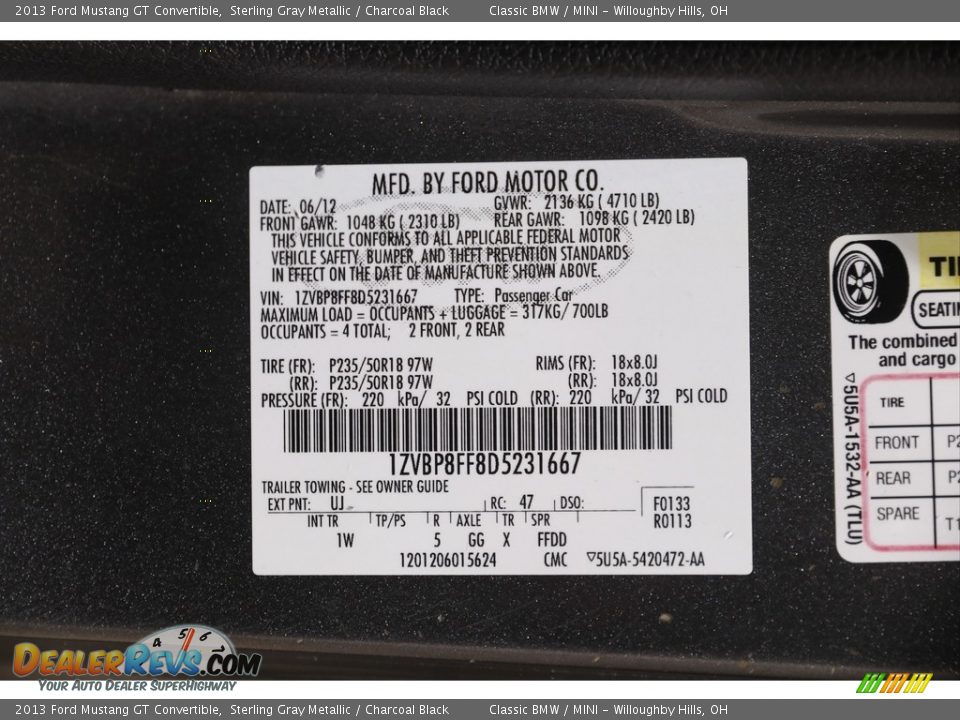 2013 Ford Mustang GT Convertible, Sterling Gray Metallic / Charcoal Black Classic BMW / MINI - Willoughby Hills, OH
MFD. BY FORD MOTOR CO.
DATE: 06/12 GVWR: 2136 KG ( 4710 LB)
FRONT GAWR: 1048 KG ( 2310 LB) REAR GAWR: 1098 KG ( 2420 LB)
THIS VEHICLE CONFORMS TO ALL APPLICABLE FEDERAL MOTOR
VEHICLE SAFETY, BUMPER, AND THEFT PREVENTION STANDARDS
IN EFFECT ON THE DATE OF MANUFACTURE SHOWN ABOVE.
VIN: 1ZVBP8FF8D5231667 TYPE: Passenger Car
MAXIMUM LOAD = OCCUPANTS + LUGGAGE = 317KG/ 700LB
OCCUPANTS = 4 TOTAL; 2 FRONT, 2 REAR
TIRE (FR): P235/50R18 97W RIMS (FR): 18x8.0J
(RR): P235/50R18 97W (RR): 18x8.0J
PRESSURE (FR): 220 kPa/ 32 PSI COLD (RR): 220 kPa/ 32 PSI COLD
1ZVBP8FF8D5231667
TRAILER TOWING - SEE OWNER GUIDE
EXT PNT: UJ RC: 47 DSO: F0133
INT TR TP/PS R AXLE TR SPR R0113
1W 5 GG X FFDD
1201206015624 CMC ▽5U5A-5420472-AA
TI
SEATIN
The combined
and cargo
TIRE
FRONT P2
REAR P2
SPARE T1
▽5U5A-1532-AA (TLU)
4 5 6
DEALERREVS.COM
YOUR AUTO DEALER SUPERHIGHWAY
2013 Ford Mustang GT Convertible, Sterling Gray Metallic / Charcoal Black Classic BMW / MINI - Willoughby Hills, OH